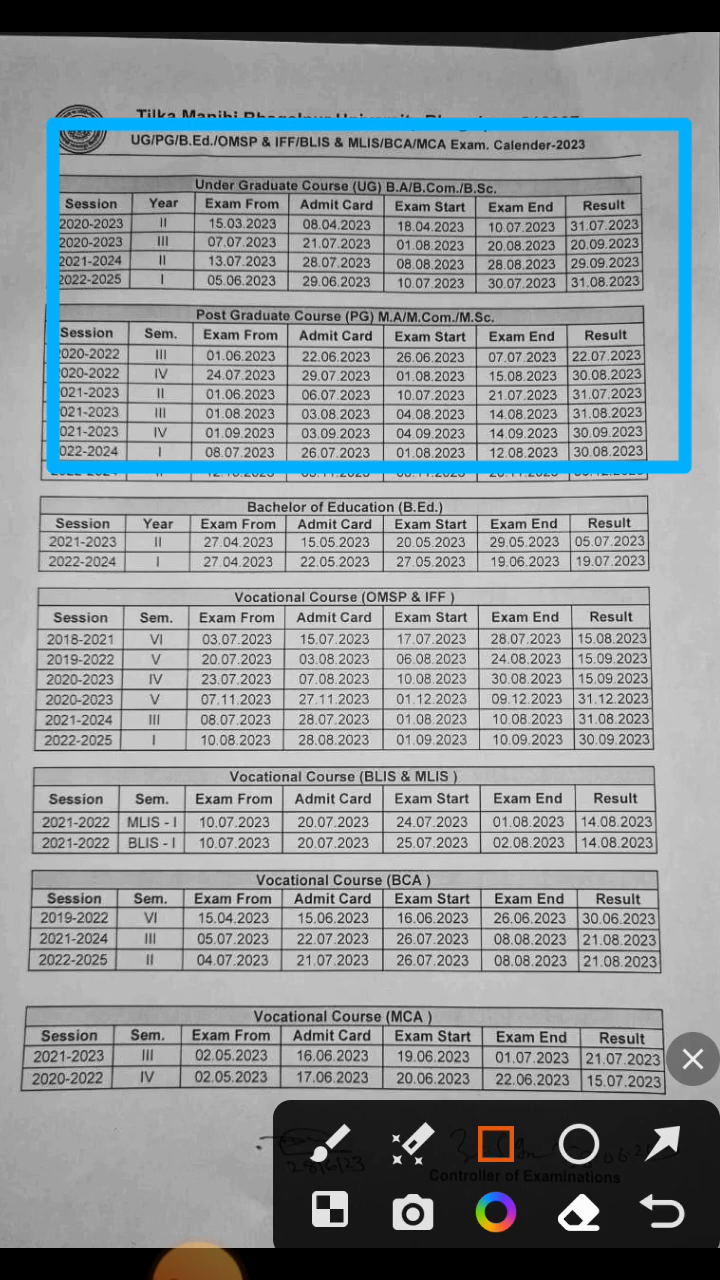 Tilka Manjhi Bhagalpur University
UG/PG/B.Ed./OMSP & IFF/BLIS & MLIS/BCA/MCA Exam. Calender-2023
Under Graduate Course (UG) B.A/B.Com./B.Sc.
Session Year Exam From Admit Card Exam Start Exam End Result
2020-2023 II 15.03.2023 08.04.2023 18.04.2023 10.07.2023 31.07.2023
2020-2023 III 07.07.2023 21.07.2023 01.08.2023 20.08.2023 20.09.2023
2021-2024 II 13.07.2023 28.07.2023 08.08.2023 28.08.2023 29.09.2023
2022-2025 I 05.06.2023 29.06.2023 10.07.2023 30.07.2023 31.08.2023
Post Graduate Course (PG) M.A/M.Com./M.Sc.
Session Sem. Exam From Admit Card Exam Start Exam End Result
2020-2022 III 01.06.2023 22.06.2023 26.06.2023 07.07.2023 22.07.2023
2020-2022 IV 24.07.2023 29.07.2023 01.08.2023 15.08.2023 30.08.2023
021-2023 II 01.06.2023 06.07.2023 10.07.2023 21.07.2023 31.07.2023
021-2023 III 01.08.2023 03.08.2023 04.08.2023 14.08.2023 31.08.2023
021-2023 IV 01.09.2023 03.09.2023 04.09.2023 14.09.2023 30.09.2023
022-2024 I 08.07.2023 26.07.2023 01.08.2023 12.08.2023 30.08.2023
Bachelor of Education (B.Ed.)
Session Year Exam From Admit Card Exam Start Exam End Result
2021-2023 II 27.04.2023 15.05.2023 20.05.2023 29.05.2023 05.07.2023
2022-2024 I 27.04.2023 22.05.2023 27.05.2023 19.06.2023 19.07.2023
Vocational Course (OMSP & IFF )
Session Sem. Exam From Admit Card Exam Start Exam End Result
2018-2021 VI 03.07.2023 15.07.2023 17.07.2023 28.07.2023 15.08.2023
2019-2022 V 20.07.2023 03.08.2023 06.08.2023 24.08.2023 15.09.2023
2020-2023 IV 23.07.2023 07.08.2023 10.08.2023 30.08.2023 15.09.2023
2020-2023 V 07.11.2023 27.11.2023 01.12.2023 09.12.2023 31.12.2023
2021-2024 III 08.07.2023 28.07.2023 01.08.2023 10.08.2023 31.08.2023
2022-2025 I 10.08.2023 28.08.2023 01.09.2023 10.09.2023 30.09.2023
Vocational Course (BLIS & MLIS )
Session Sem. Exam From Admit Card Exam Start Exam End Result
2021-2022 MLIS - I 10.07.2023 20.07.2023 24.07.2023 01.08.2023 14.08.2023
2021-2022 BLIS - I 10.07.2023 20.07.2023 25.07.2023 02.08.2023 14.08.2023
Vocational Course (BCA )
Session Sem. Exam From Admit Card Exam Start Exam End Result
2019-2022 VI 15.04.2023 15.06.2023 16.06.2023 26.06.2023 30.06.2023
2021-2024 III 05.07.2023 22.07.2023 26.07.2023 08.08.2023 21.08.2023
2022-2025 II 04.07.2023 21.07.2023 26.07.2023 08.08.2023 21.08.2023
Vocational Course (MCA )
Session Sem. Exam From Admit Card Exam Start Exam End Result
2021-2023 III 02.05.2023 16.06.2023 19.06.2023 01.07.2023 21.07.2023
2020-2022 IV 02.05.2023 17.06.2023 20.06.2023 22.06.2023 15.07.2023
Controller of Examinations